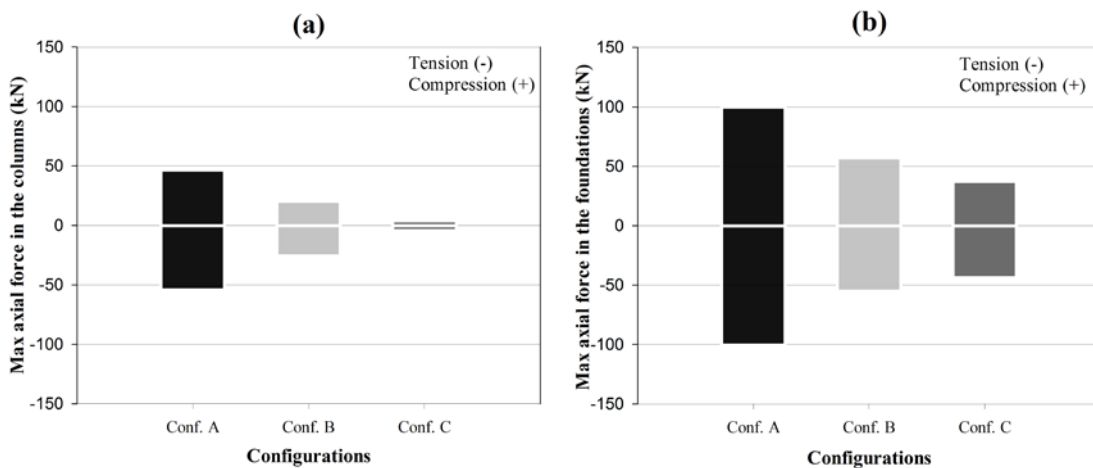 (a)
Max axial force in the columns (kN)
150
100
50
0
-50
-100
-150
Tension (-)
Compression (+)
Conf. A
Conf. B
Conf. C
Configurations
(b)
Max axial force in the foundations (kN)
150
100
50
0
-50
-100
-150
Tension (-)
Compression (+)
Conf. A
Conf. B
Conf. C
Configurations